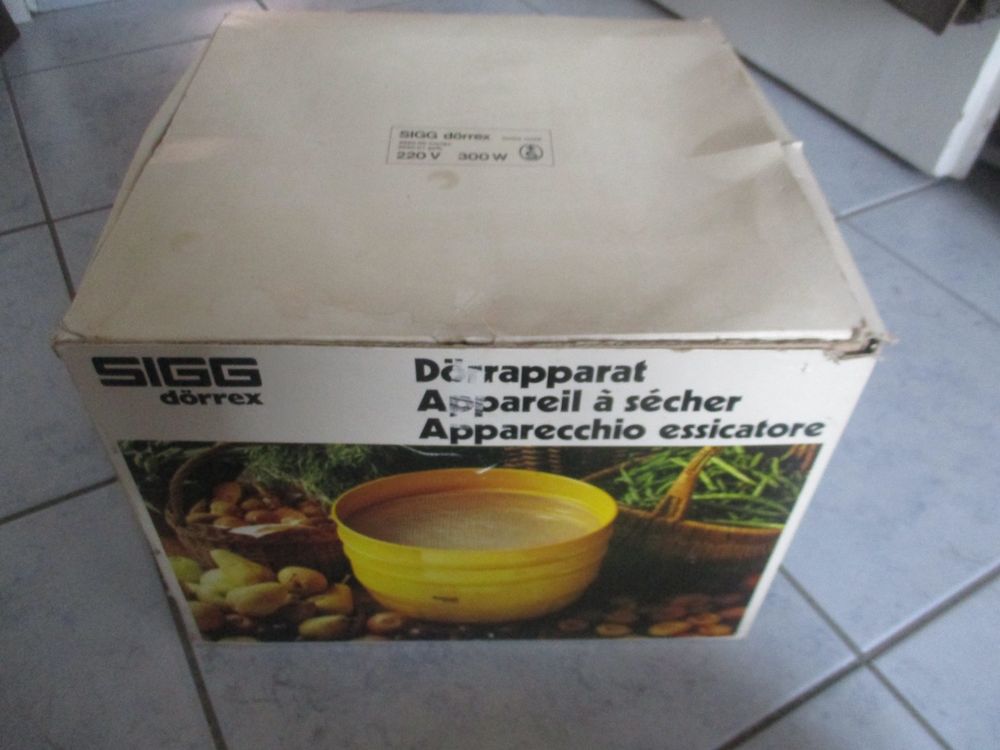 SIGG dörrex
220 V 300 W
SIGG
dörrex
Dörrapparat
Appareil à sécher
Apparecchio essicatore